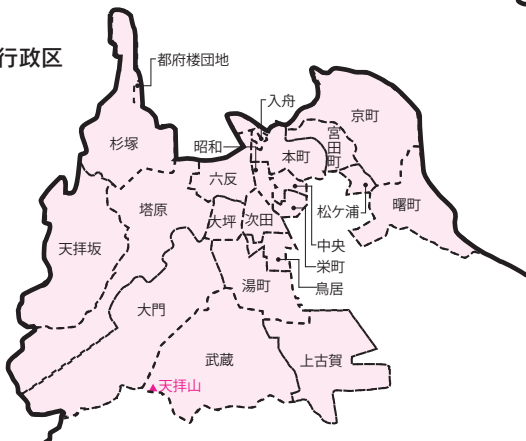 行政区
都府楼団地
入舟
京町
宮田町
杉塚
昭和
本町
六反
塔原
大坪
次田
松ケ浦
曙町
天拝坂
中央
栄町
鳥居
湯町
大門
武蔵
上古賀
▲天拝山